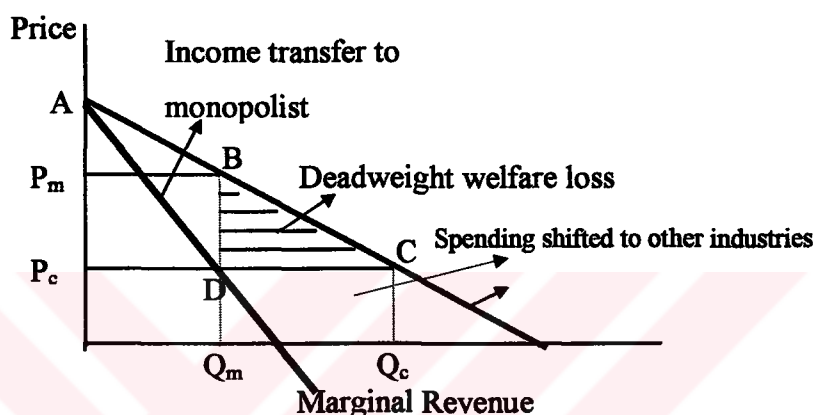 Price
Income transfer to
monopolist
A
B
Pm
Deadweight welfare loss
Spending shifted to other industries
C
Pc
D
Qm
Qc
Marginal Revenue